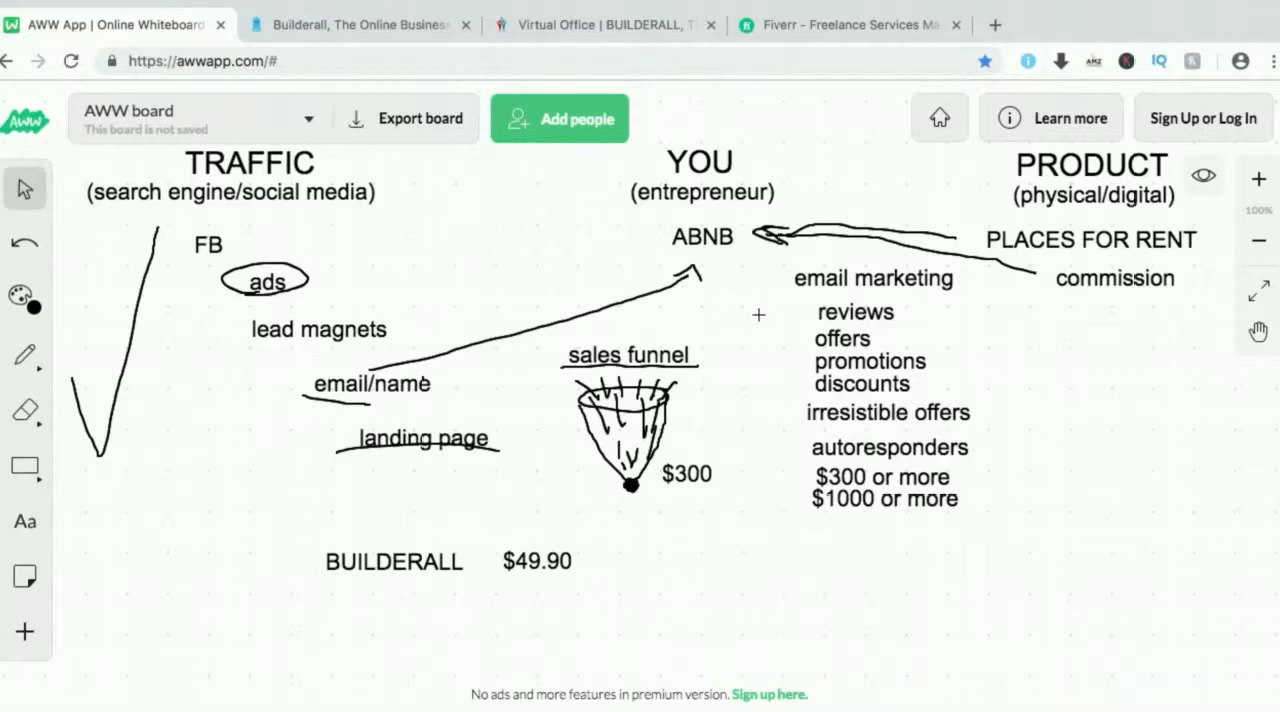 AWW App | Online Whiteboard
Builderall, The Online Business
Virtual Office | BUILDERALL, T
Fiverr - Freelance Services Ma
https://awwapp.com/#
AMZ
K
IQ
AWW
AWW board
This board is not saved
Export board
Add people
Learn more
Sign Up or Log In
TRAFFIC
(search engine/social media)
YOU
(entrepreneur)
PRODUCT
(physical/digital)
100%
FB
ABNB
PLACES FOR RENT
ads
email marketing
commission
lead magnets
reviews
offers
sales funnel
promotions
email/name
discounts
irresistible offers
landing page
autoresponders
$300
$300 or more
$1000 or more
Aa
BUILDERALL $49.90
No ads and more features in premium version. Sign up here.